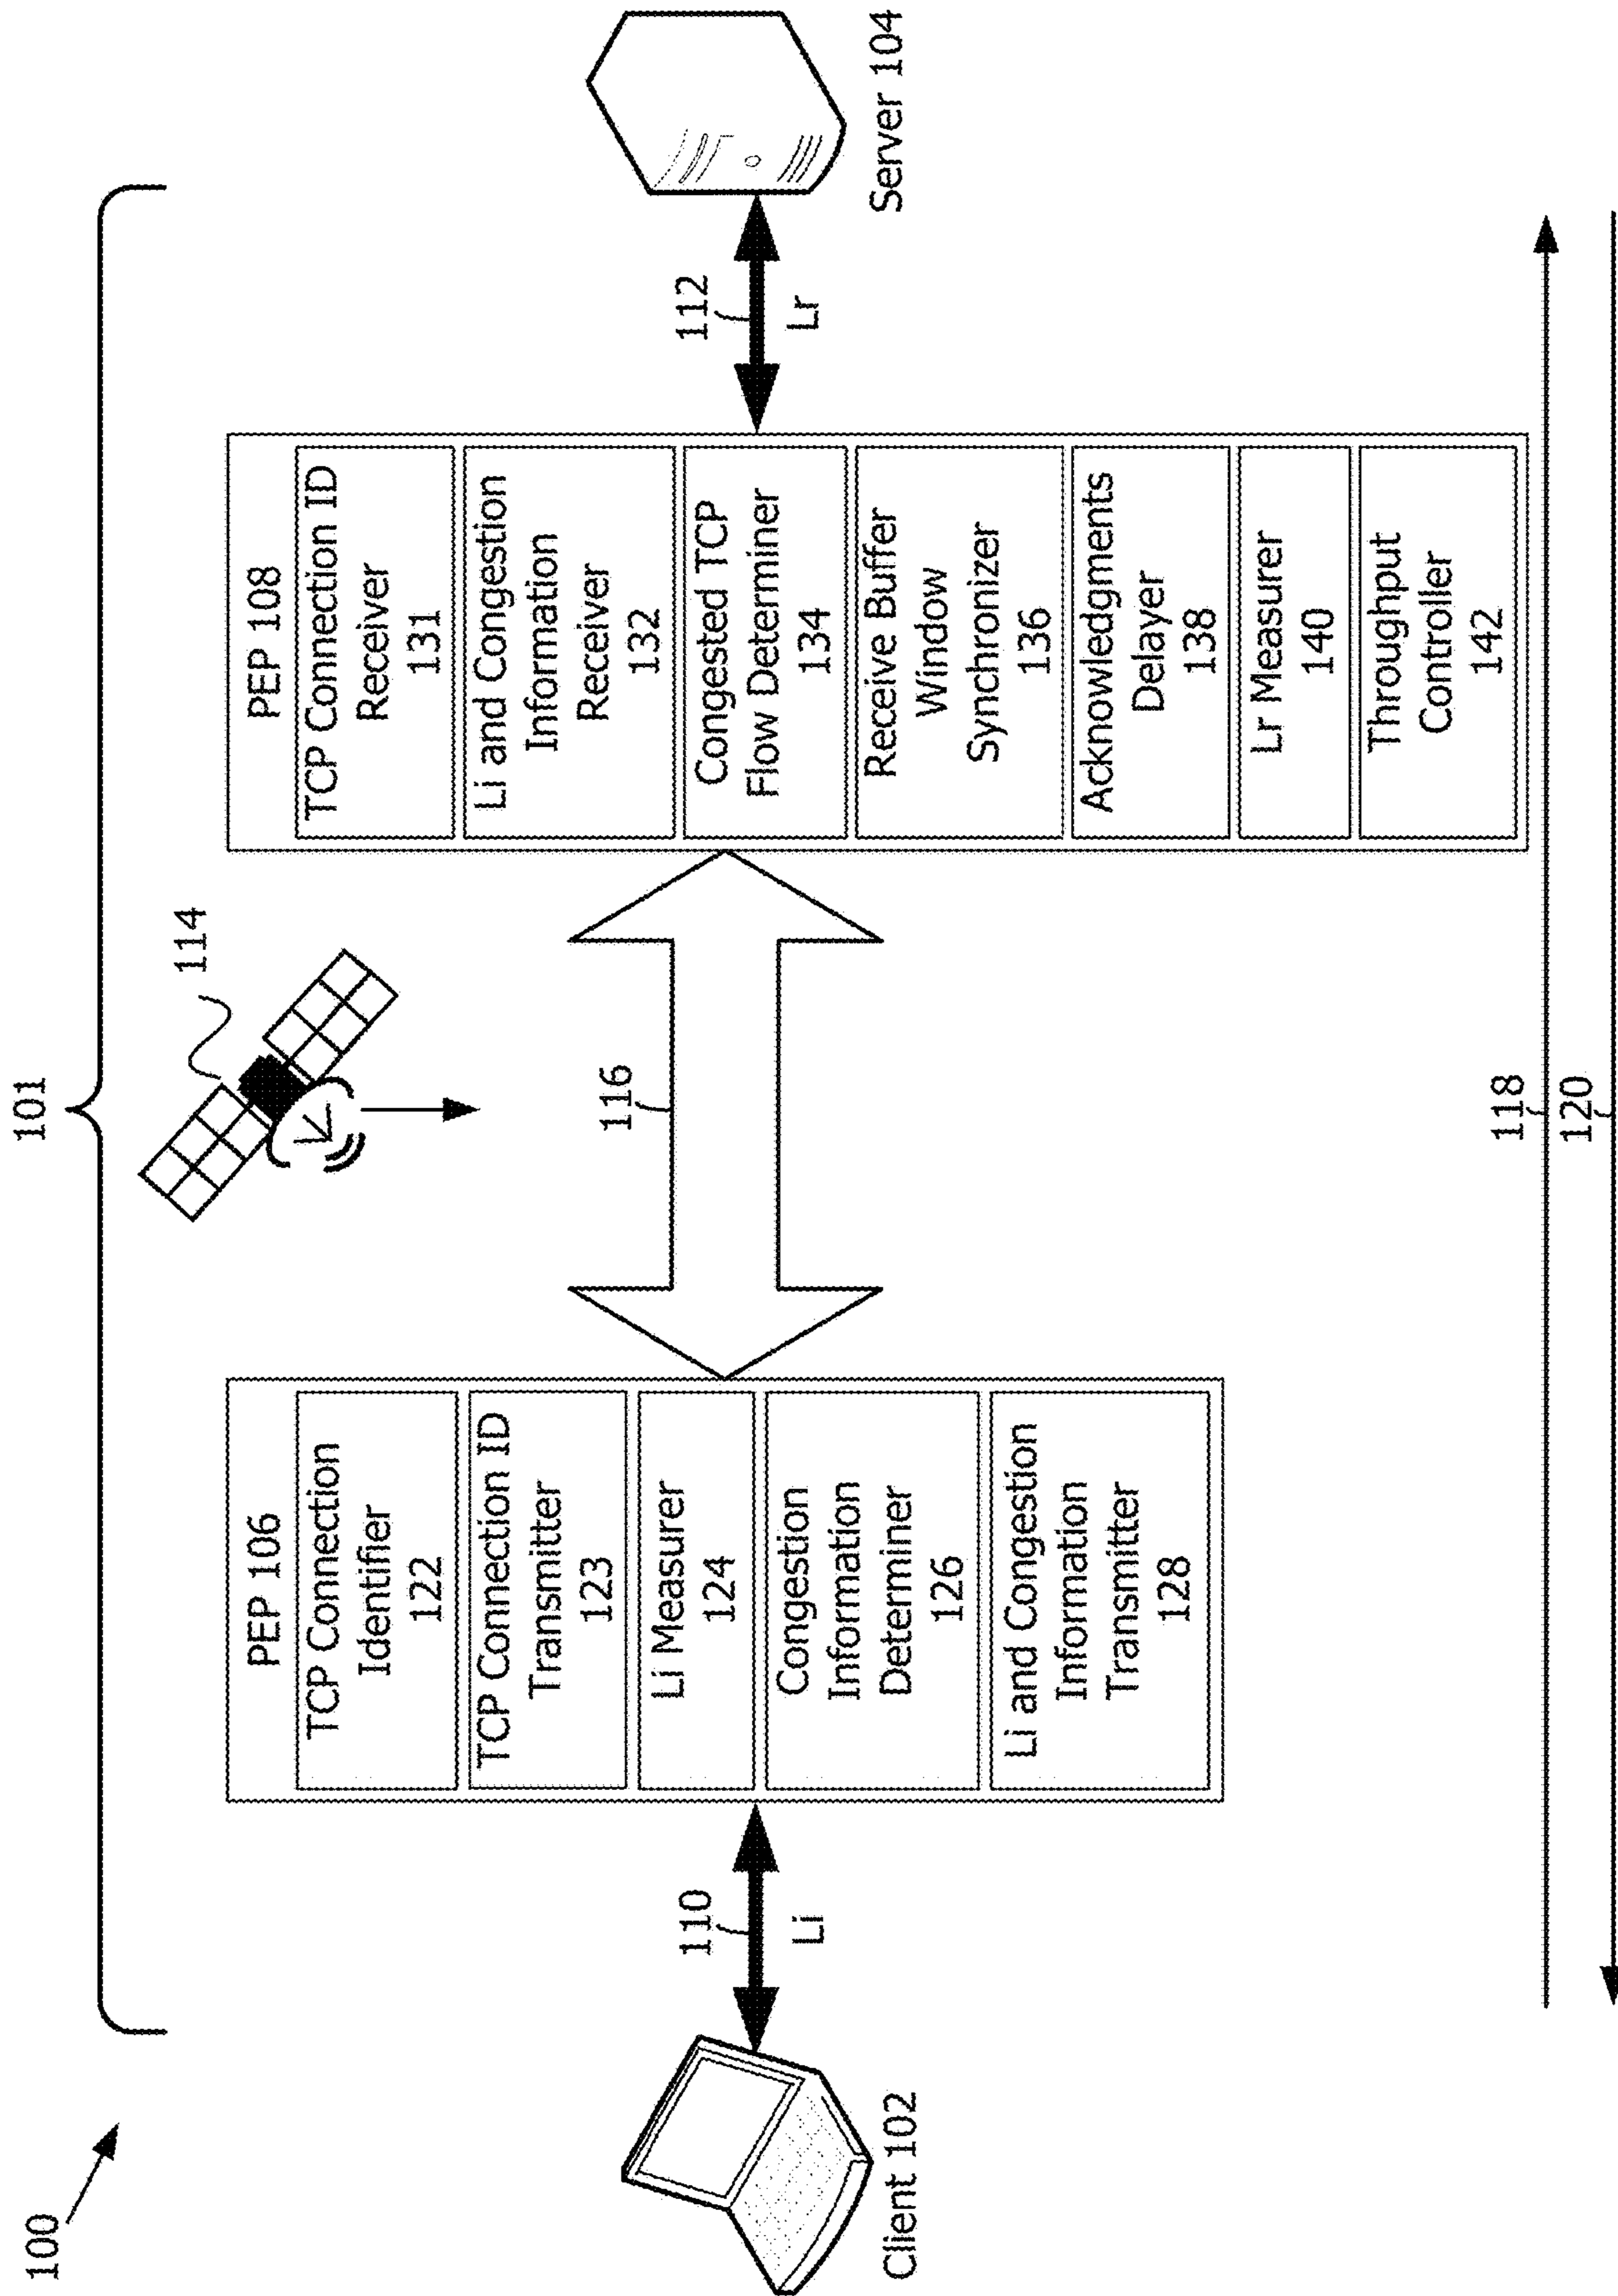 100
101
114
Client 102
110
Li
PEP 106
TCP Connection
Identifier
122
TCP Connection ID
Transmitter
123
Li Measurer
124
Congestion
Information
Determiner
126
Li and Congestion
Information
Transmitter
128
116
PEP 108
TCP Connection ID
Receiver
131
Li and Congestion
Information
Receiver
132
Congested TCP
Flow Determiner
134
Receive Buffer
Window
Synchronizer
136
Acknowledgments
Delayer
138
Lr Measurer
140
Throughput
Controller
142
112
Lr
Server 104
118
120